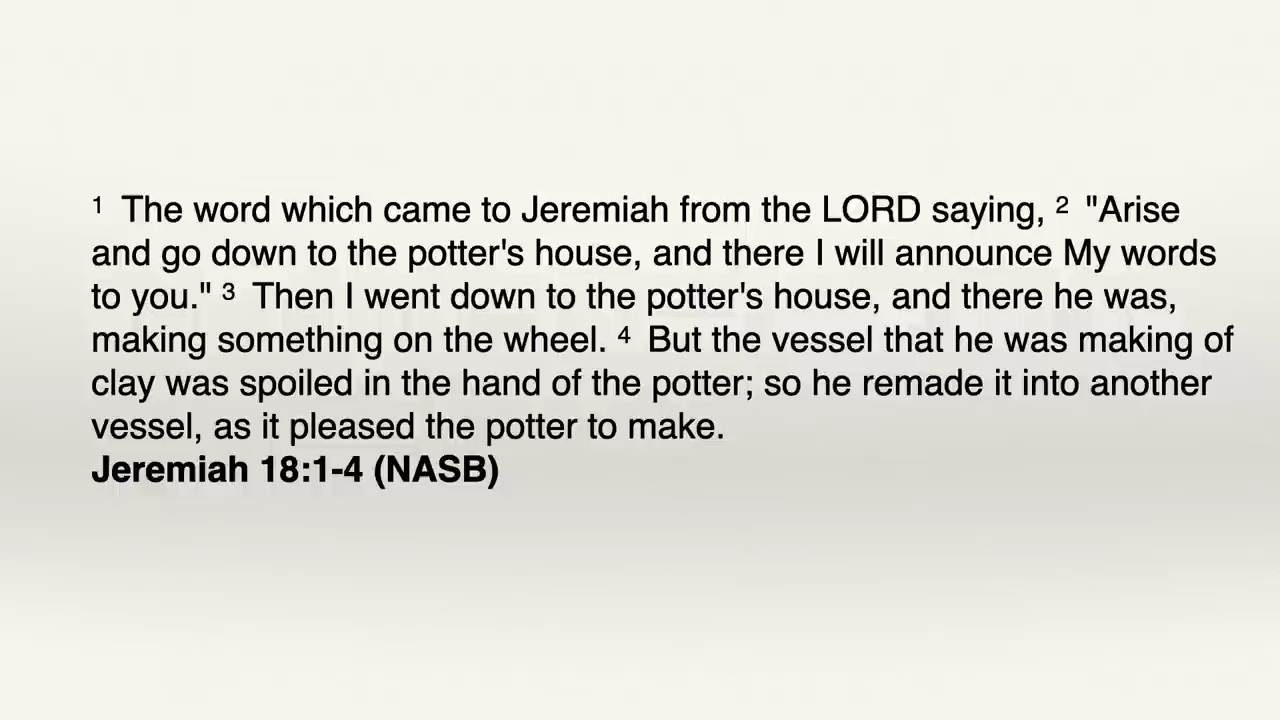 1 The word which came to Jeremiah from the LORD saying, 2 "Arise
and go down to the potter's house, and there I will announce My words
to you." 3 Then I went down to the potter's house, and there he was,
making something on the wheel. 4 But the vessel that he was making of
clay was spoiled in the hand of the potter; so he remade it into another
vessel, as it pleased the potter to make.
Jeremiah 18:1-4 (NASB)